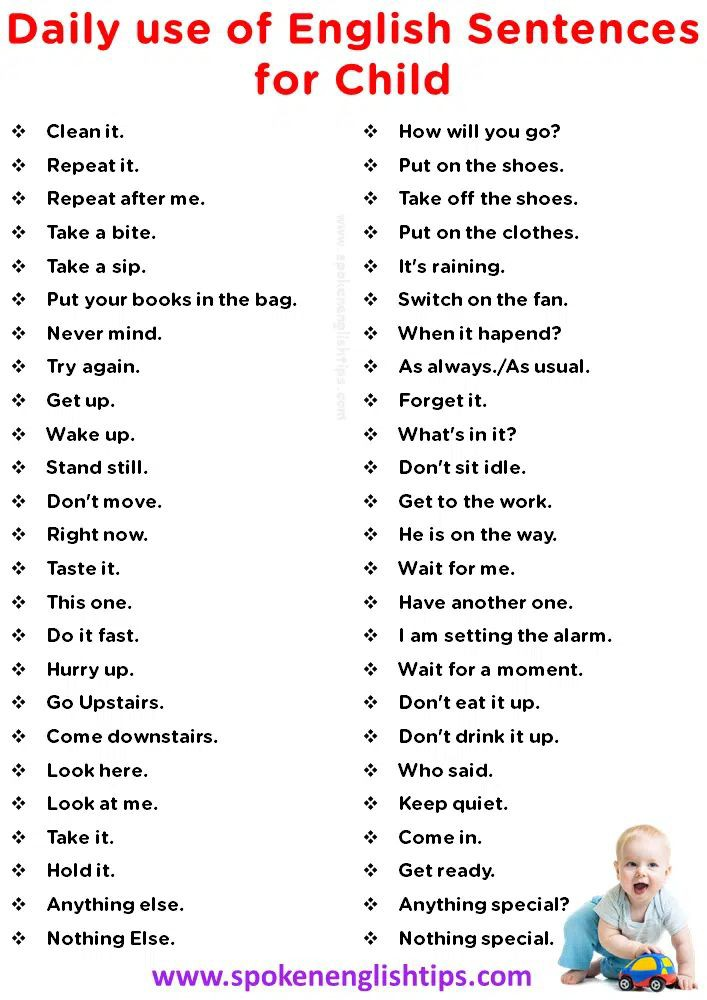 Daily use of English Sentences
for Child
❖ Clean it.
❖ Repeat it.
❖ Repeat after me.
❖ Take a bite.
❖ Take a sip.
❖ Put your books in the bag.
❖ Never mind.
❖ Try again.
❖ Get up.
❖ Wake up.
❖ Stand still.
❖ Don't move.
❖ Right now.
❖ Taste it.
❖ This one.
❖ Do it fast.
❖ Hurry up.
❖ Go Upstairs.
❖ Come downstairs.
❖ Look here.
❖ Look at me.
❖ Take it.
❖ Hold it.
❖ Anything else.
❖ Nothing Else.
❖ How will you go?
❖ Put on the shoes.
❖ Take off the shoes.
❖ Put on the clothes.
❖ It's raining.
❖ Switch on the fan.
❖ When it hapend?
❖ As always./As usual.
❖ Forget it.
❖ What's in it?
❖ Don't sit idle.
❖ Get to the work.
❖ He is on the way.
❖ Wait for me.
❖ Have another one.
❖ I am setting the alarm.
❖ Wait for a moment.
❖ Don't eat it up.
❖ Don't drink it up.
❖ Who said.
❖ Keep quiet.
❖ Come in.
❖ Get ready.
❖ Anything special?
❖ Nothing special.
www.spokenenglishtips.com
www.spokenenglishtips.com